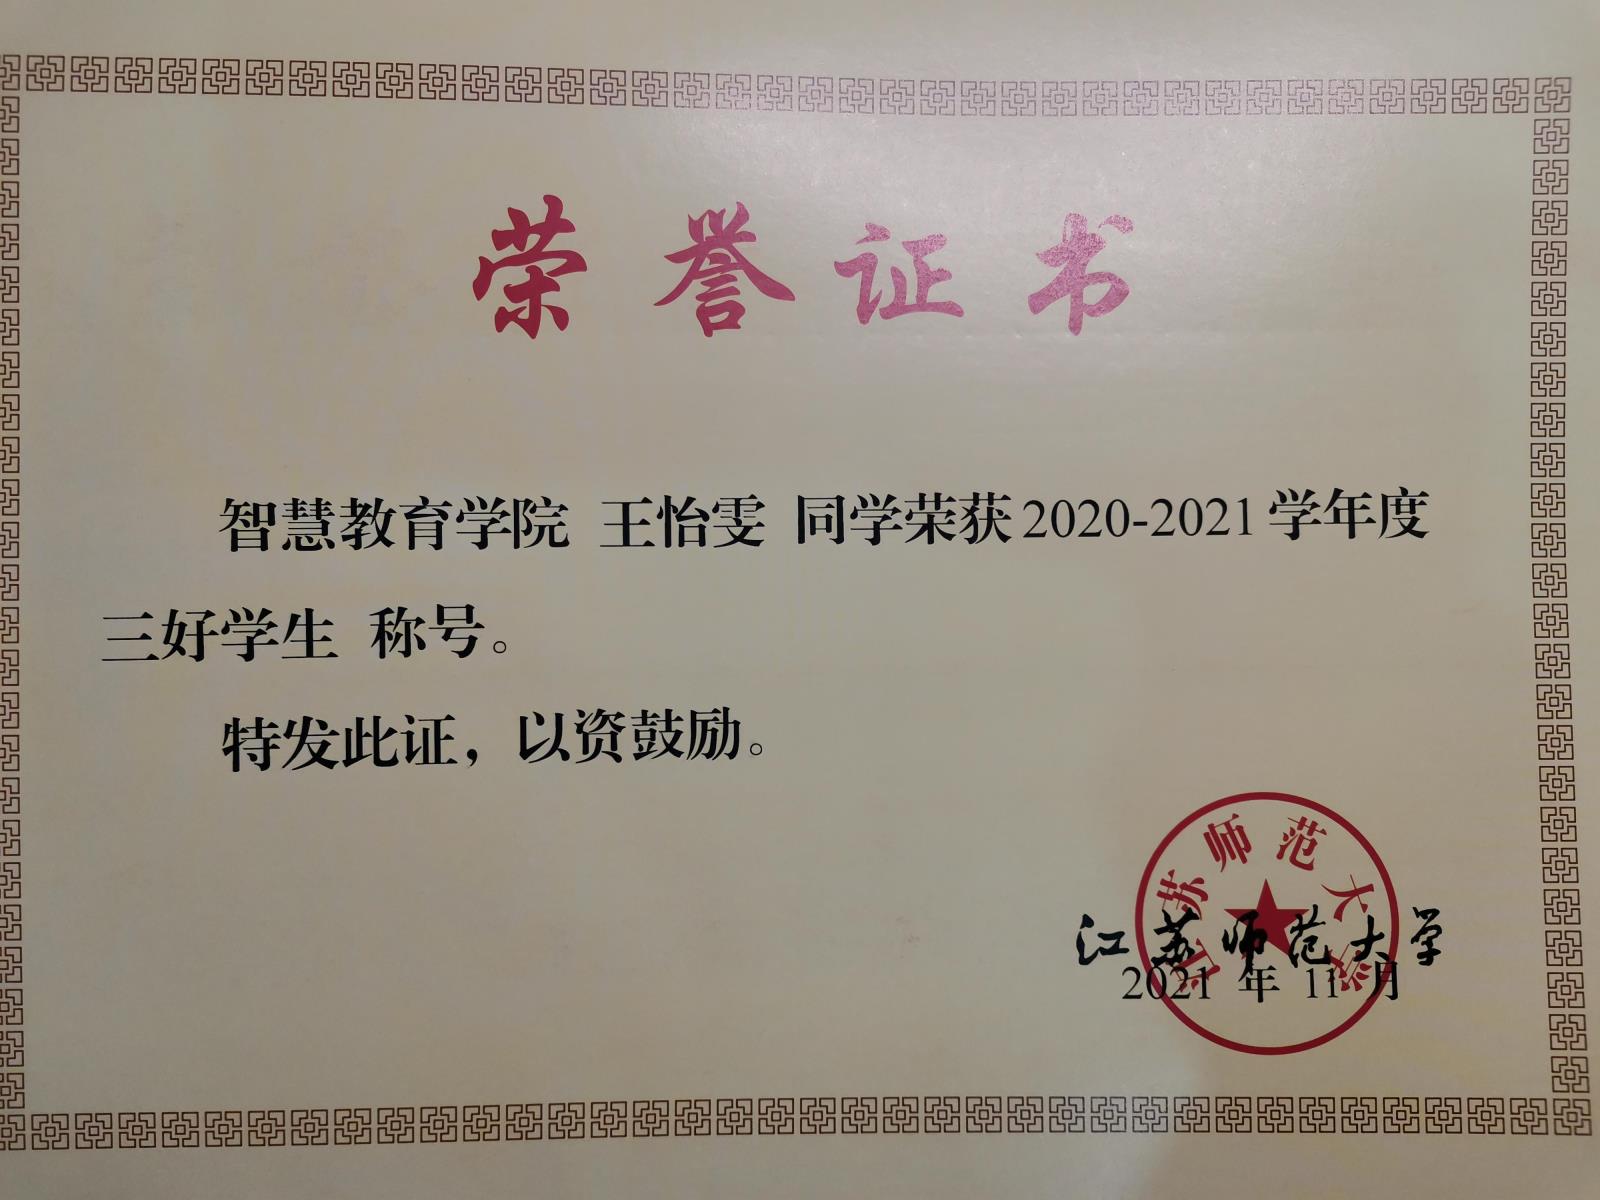 荣誉证书
智慧教育学院 王怡雯 同学荣获2020-2021学年度
三好学生 称号。
特发此证，以资鼓励。
江苏师范大学
江苏师范大学
2021 年 11 月